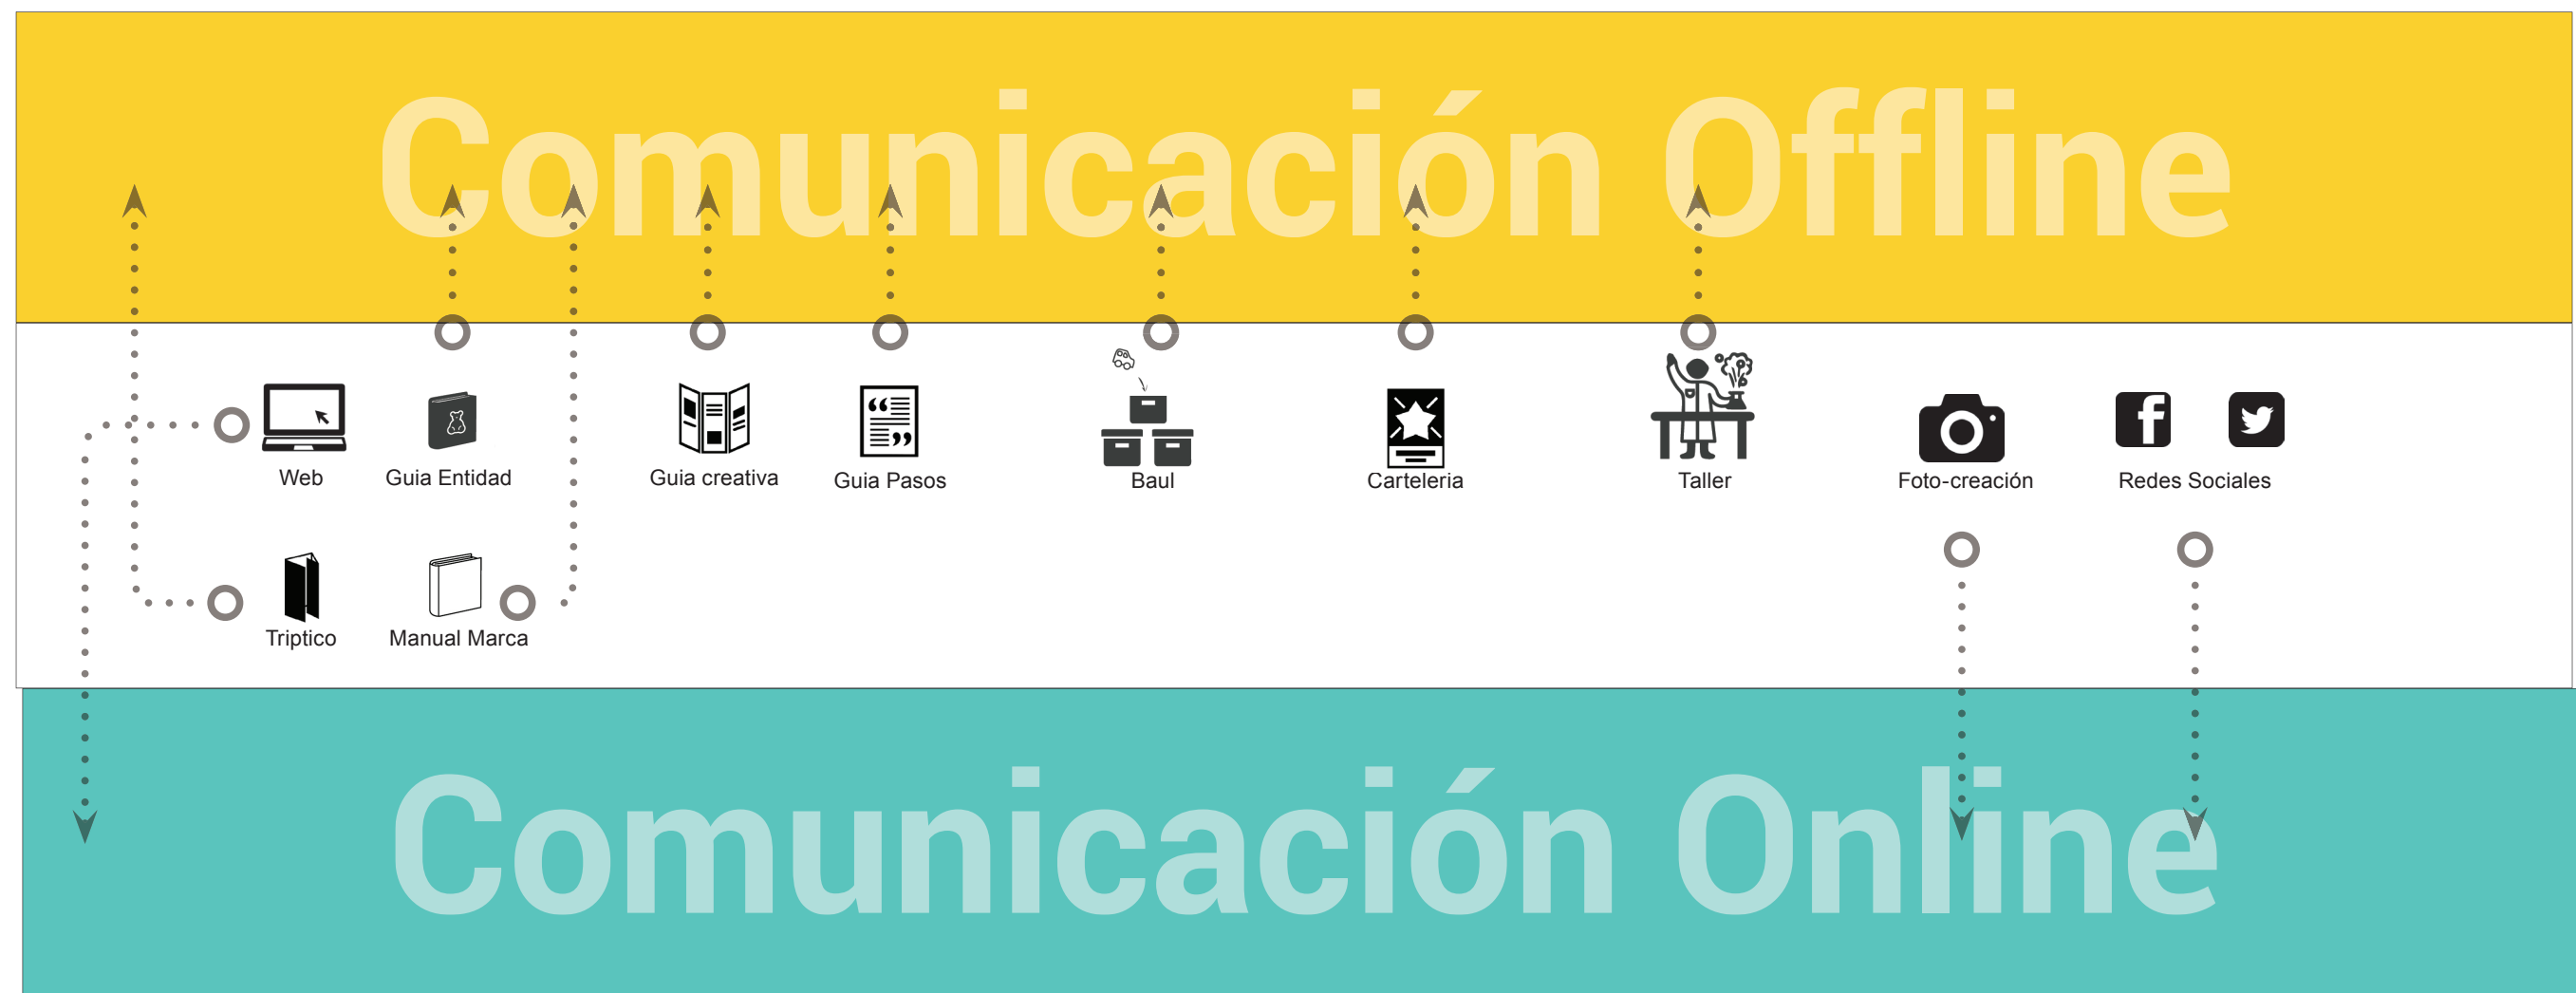 Comunicación Offline
Web
Guia Entidad
Guia creativa
Guia Pasos
Baul
Carteleria
Taller
Foto-creación
Redes Sociales
Triptico
Manual Marca
Comunicación Online